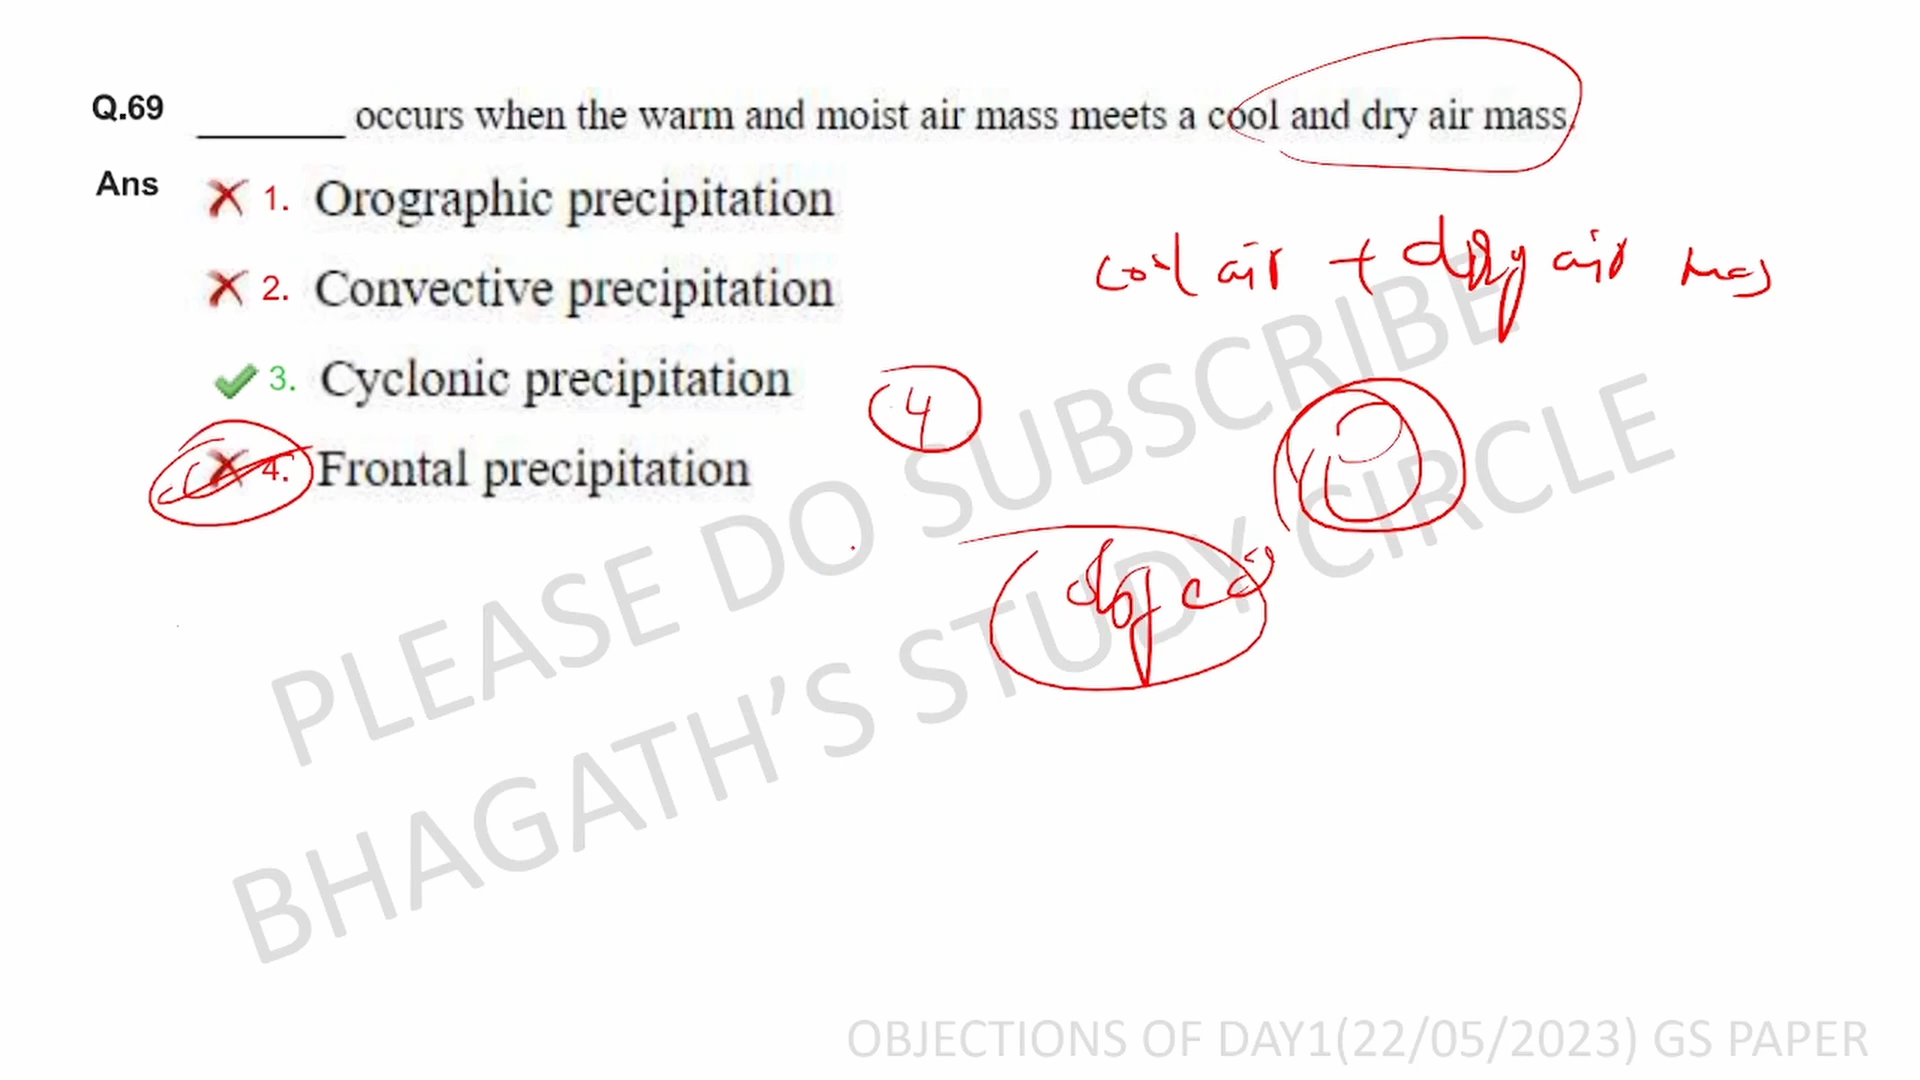 Q.69 ______ occurs when the warm and moist air mass meets a cool and dry air mass.
Ans 1. Orographic precipitation
2. Convective precipitation
3. Cyclonic precipitation
4. Frontal precipitation
cool air + dry air mas
4
PLEASE DO SUBSCRIBE
BHAGATH'S STUDY CIRCLE
OBJECTIONS OF DAY1(22/05/2023) GS PAPER